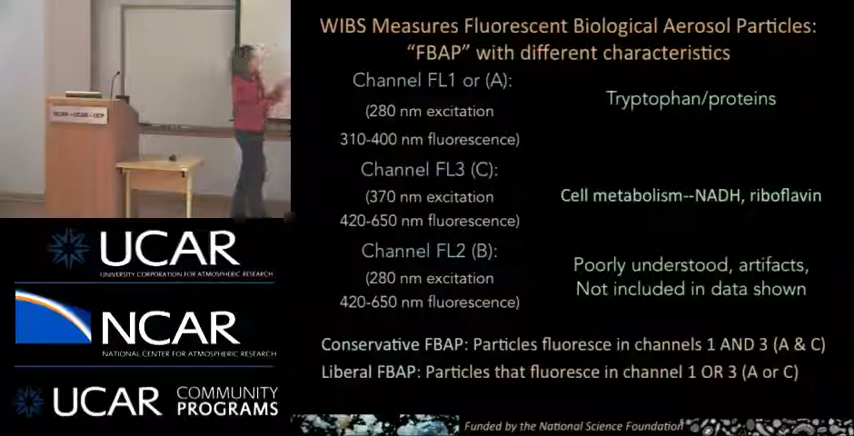 WIBS Measures Fluorescent Biological Aerosol Particles:
“FBAP” with different characteristics
Channel FL1 or (A):
(280 nm excitation
310-400 nm fluorescence)
Tryptophan/proteins
Channel FL3 (C):
(370 nm excitation
420-650 nm fluorescence)
Cell metabolism--NADH, riboflavin
Channel FL2 (B):
(280 nm excitation
420-650 nm fluorescence)
Poorly understood, artifacts,
Not included in data shown
Conservative FBAP: Particles fluoresce in channels 1 AND 3 (A & C)
Liberal FBAP: Particles that fluoresce in channel 1 OR 3 (A or C)
Funded by the National Science Foundation
UCAR
UNIVERSITY CORPORATION FOR ATMOSPHERIC RESEARCH
NCAR
NATIONAL CENTER FOR ATMOSPHERIC RESEARCH
UCAR COMMUNITY
PROGRAMS